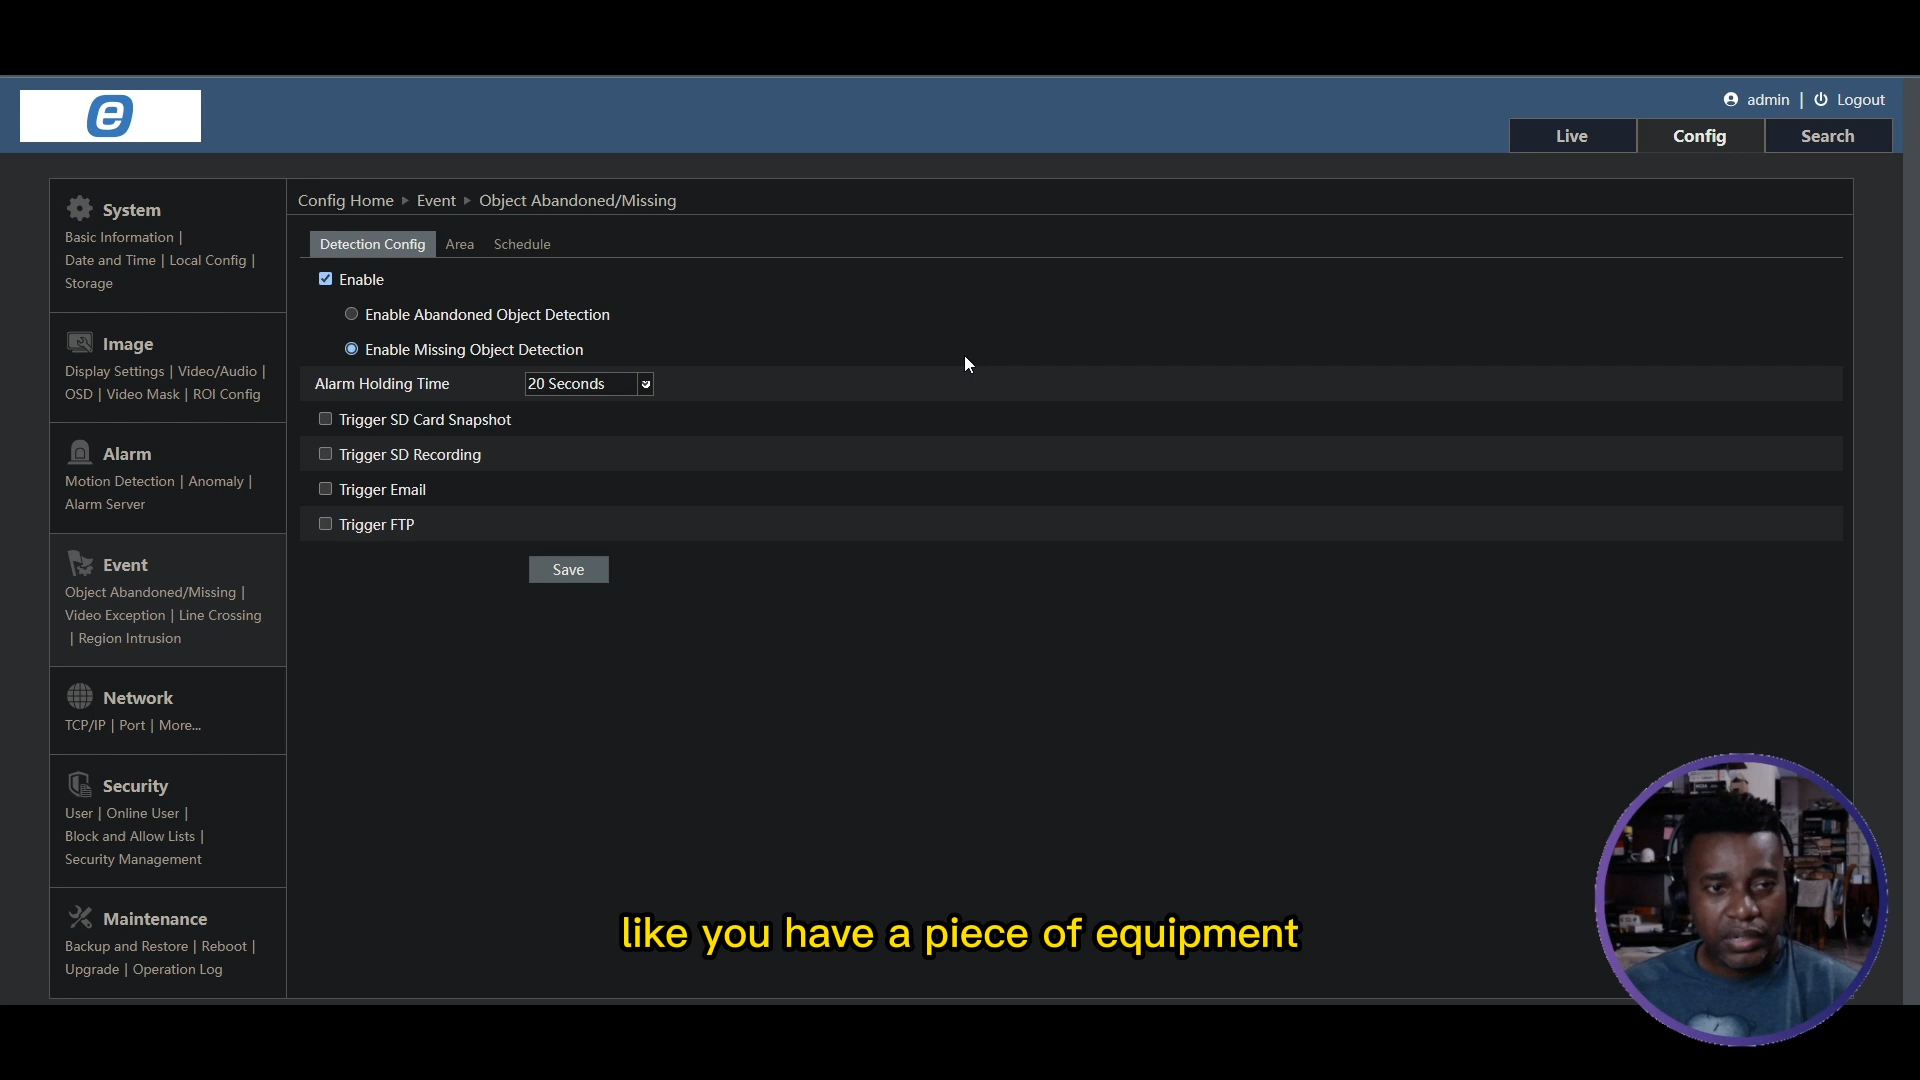 e
admin | Logout
Live Config Search
System
Basic Information |
Date and Time | Local Config |
Storage
Image
Display Settings | Video/Audio |
OSD | Video Mask | ROI Config
Alarm
Motion Detection | Anomaly |
Alarm Server
Event
Object Abandoned/Missing |
Video Exception | Line Crossing
| Region Intrusion
Network
TCP/IP | Port | More...
Security
User | Online User |
Block and Allow Lists |
Security Management
Maintenance
Backup and Restore | Reboot |
Upgrade | Operation Log
Config Home Event Object Abandoned/Missing
Detection Config Area Schedule
Enable
Enable Abandoned Object Detection
Enable Missing Object Detection
Alarm Holding Time 20 Seconds
Trigger SD Card Snapshot
Trigger SD Recording
Trigger Email
Trigger FTP
Save
like you have a piece of equipment